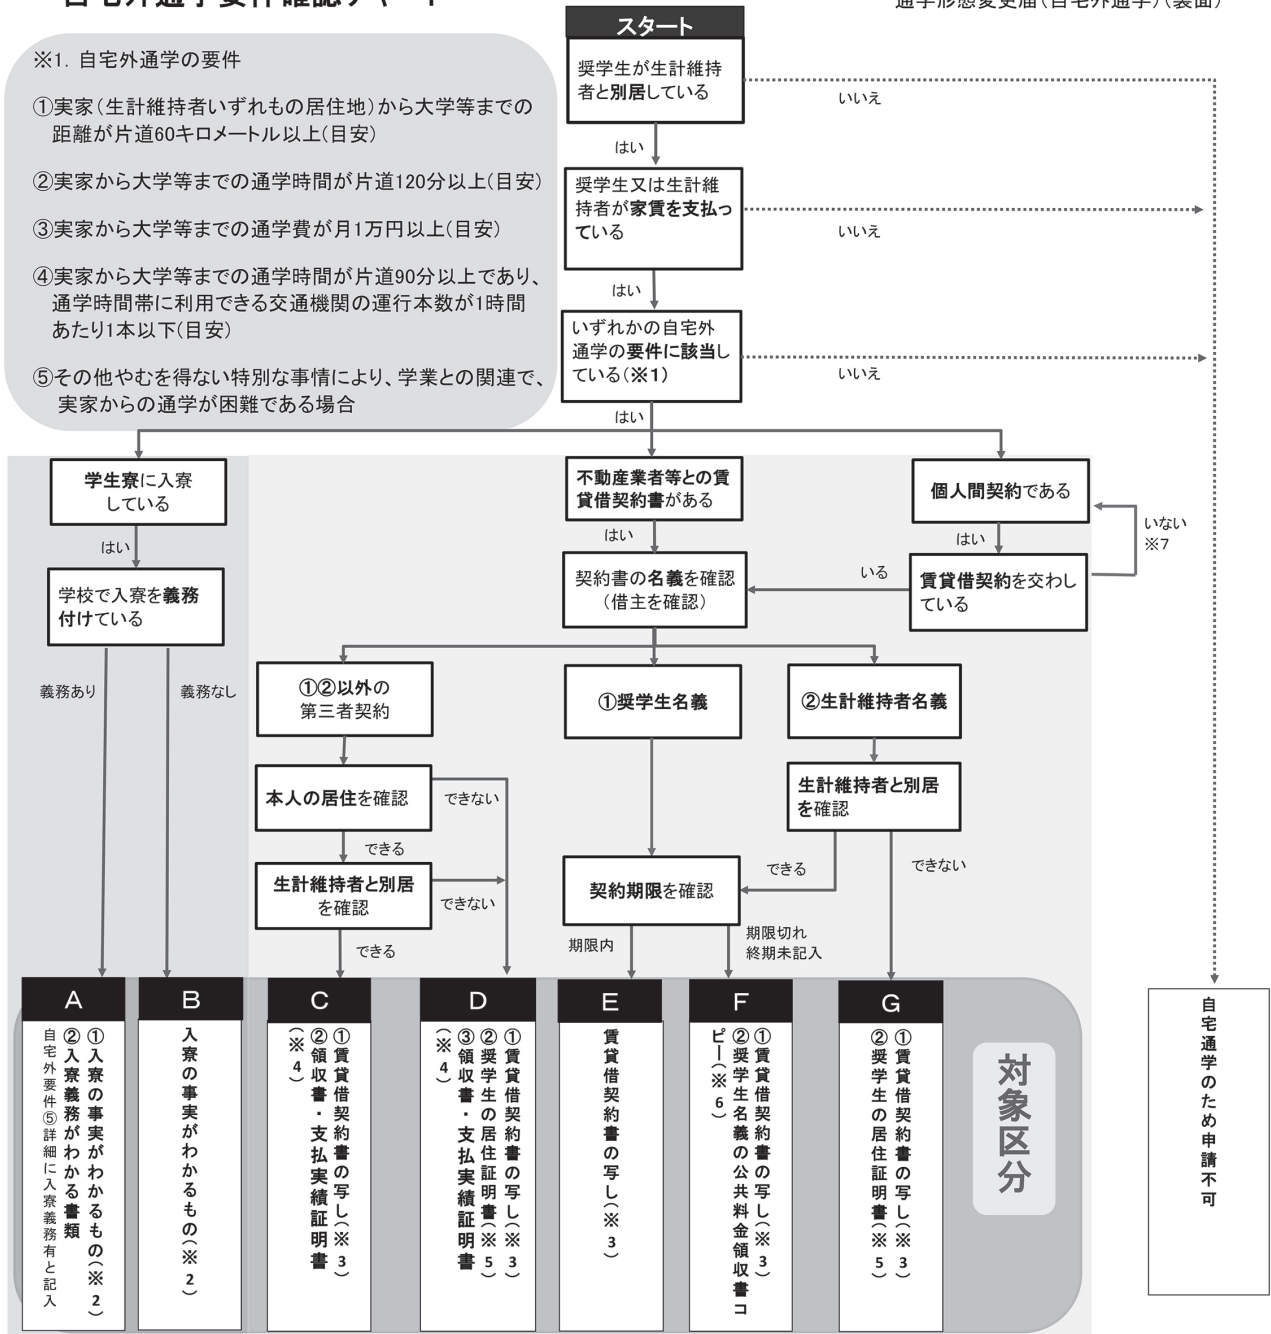 スタート
※1. 自宅外通学の要件
①実家（生計維持者いずれもの居住地）から大学等までの
距離が片道60キロメートル以上(目安)
②実家から大学等までの通学時間が片道120分以上(目安)
③実家から大学等までの通学費が月1万円以上(目安)
④実家から大学等までの通学時間が片道90分以上であり、
通学時間帯に利用できる交通機関の運行本数が1時間
あたり1本以下(目安)
⑤その他やむを得ない特別な事情により、学業との関連で、
実家からの通学が困難である場合
奨学生が生計維持
者と別居している
いいえ
はい
奨学生又は生計維
持者が家賃を支払っ
ている
いいえ
はい
いずれかの自宅外
通学の要件に該当し
ている(※1)
いいえ
はい
学生寮に入寮
している
はい
学校で入寮を義務
付けている
義務あり
義務なし
不動産業者等との賃
貸借契約書がある
はい
契約書の名義を確認
（借主を確認）
個人間契約である
はい
いない
※7
賃貸借契約を交わし
ている
いる
①②以外の
第三者契約
①奨学生名義
②生計維持者名義
本人の居住を確認
できない
できる
生計維持者と別居
を確認
できない
できる
生計維持者と別居
を確認
できる
できない
契約期限を確認
期限内
期限切れ
終期未記入
A
①入寮の事実がわかるもの(※2)
②入寮義務がわかる書類
自宅外要件⑤詳細に入寮義務有と記入
B
入寮の事実がわかるもの(※2)
C
①賃貸借契約書の写し(※3)
②領収書・支払実績証明書
(※4)
D
①賃貸借契約書の写し(※3)
②奨学生の居住証明書(※5)
③領収書・支払実績証明書
(※4)
E
賃貸借契約書の写し(※3)
F
①賃貸借契約書の写し(※3)
②奨学生名義の公共料金領収書コ
ピー(※6)
G
①賃貸借契約書の写し(※3)
②奨学生の居住証明書(※5)
対象区分
自宅通学のため申請不可